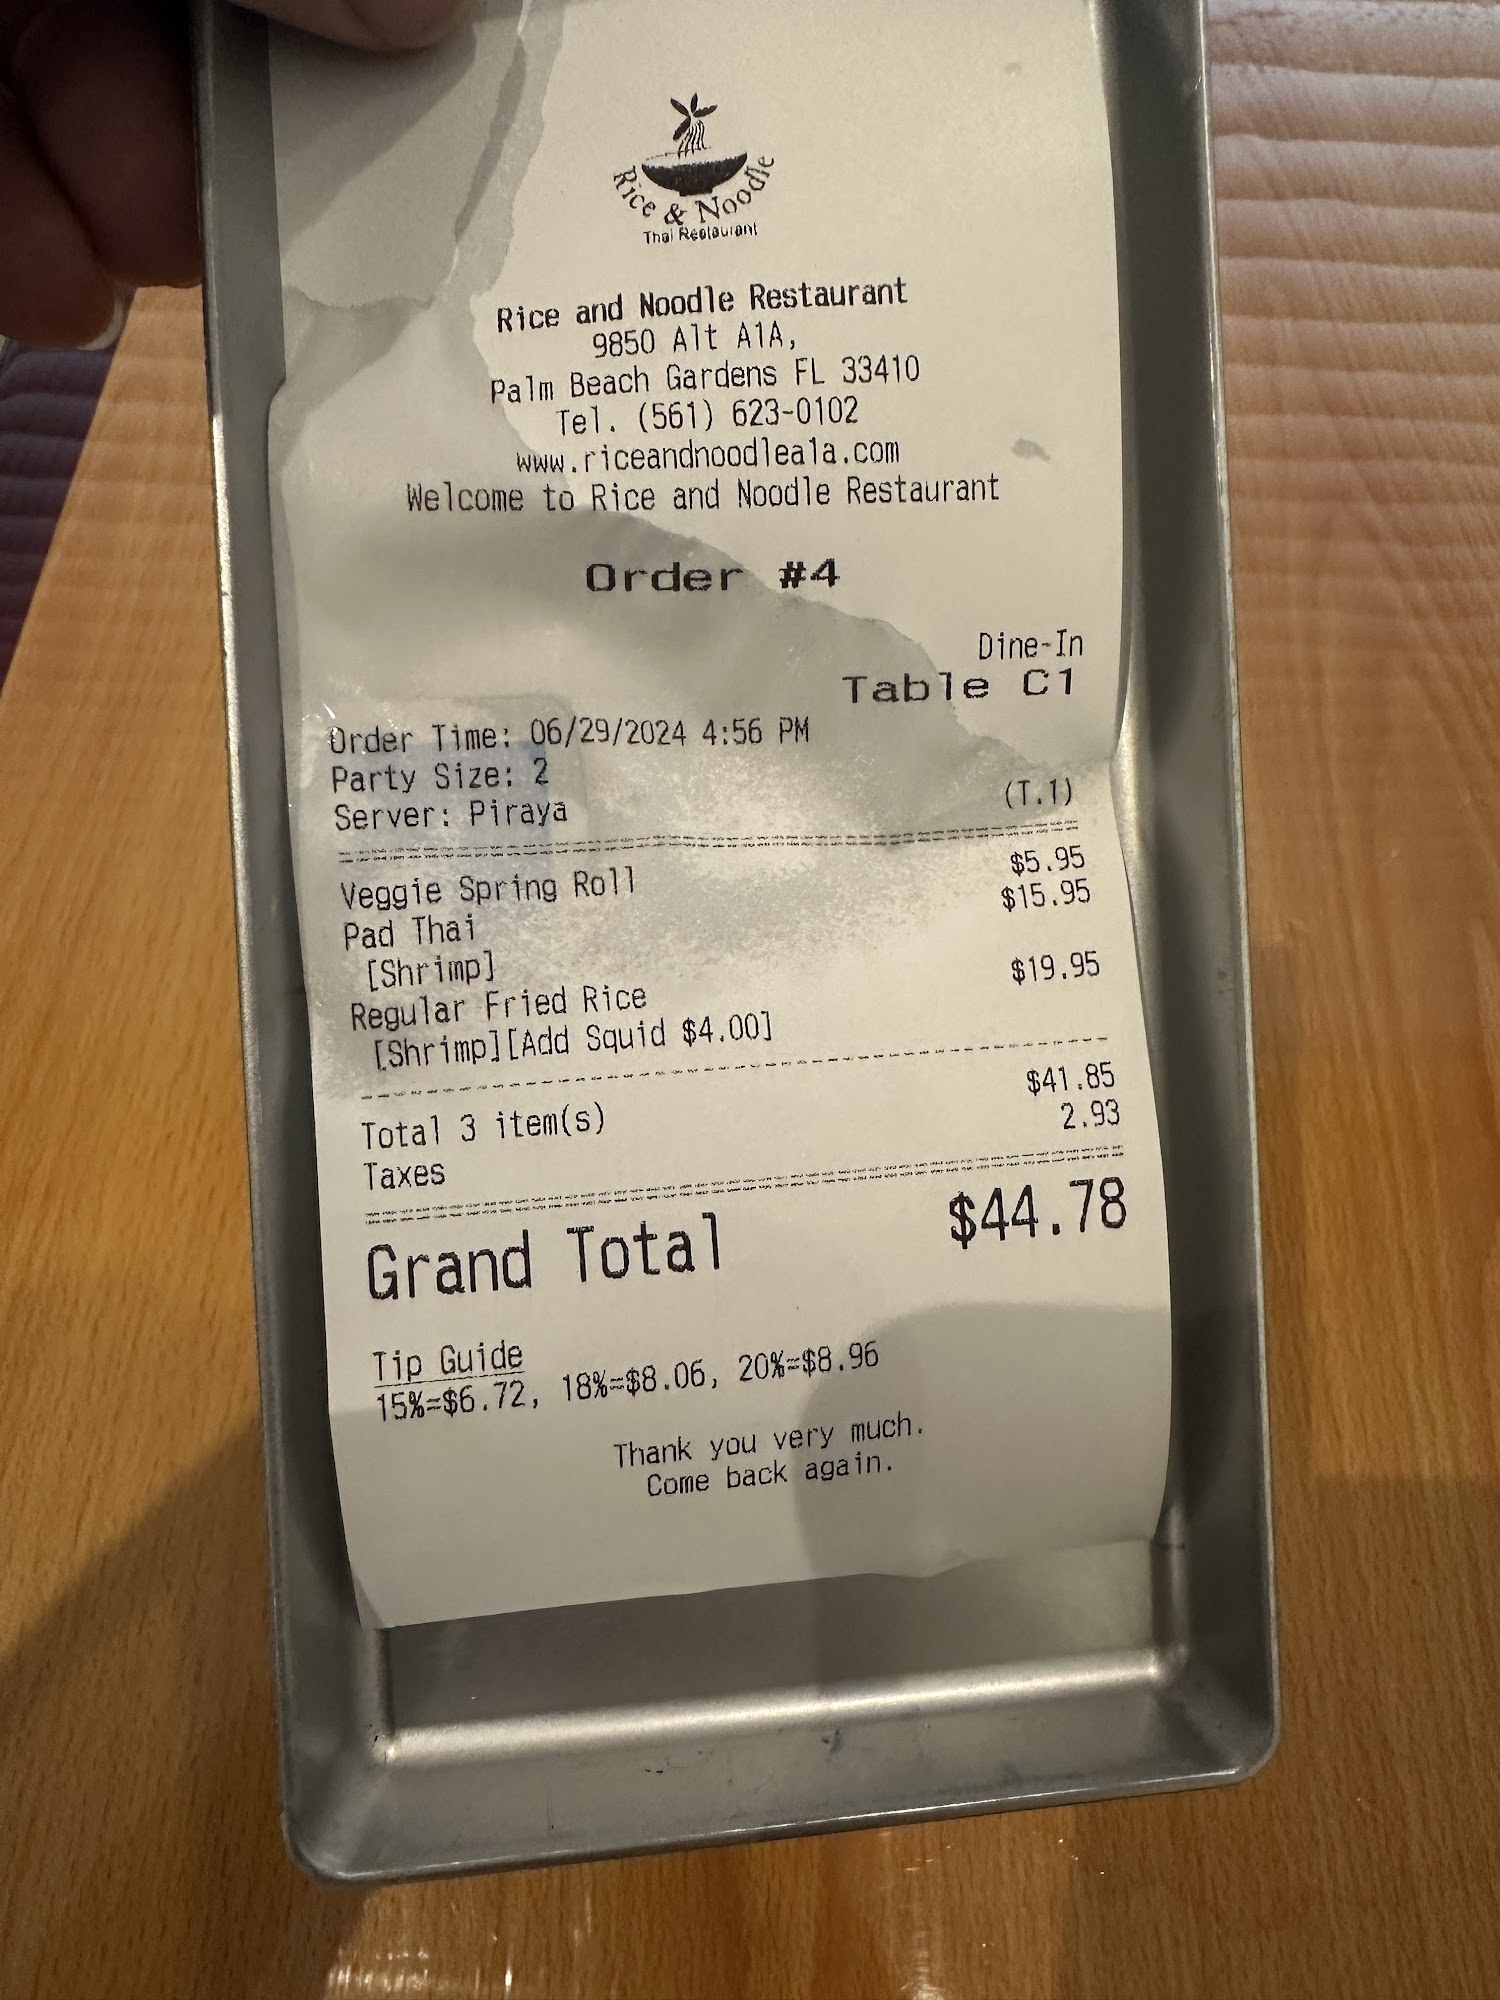 Rice & Noodle
Thai Restaurant
Rice and Noodle Restaurant
9850 Alt A1A,
Palm Beach Gardens FL 33410
Tel. (561) 623-0102
www.riceandnoodleala.com
Welcome to Rice and Noodle Restaurant
Order #4
Dine-In
Table C1
Order Time: 06/29/2024 4:56 PM
Party Size: 2
Server: Piraya (T.1)
Veggie Spring Roll $5.95
Pad Thai $15.95
[Shrimp]
Regular Fried Rice $19.95
[Shrimp][Add Squid $4.00]
Total 3 item(s) $41.85
Taxes 2.93
Grand Total $44.78
Tip Guide
15%=$6.72, 18%=$8.06, 20%=$8.96
Thank you very much.
Come back again.